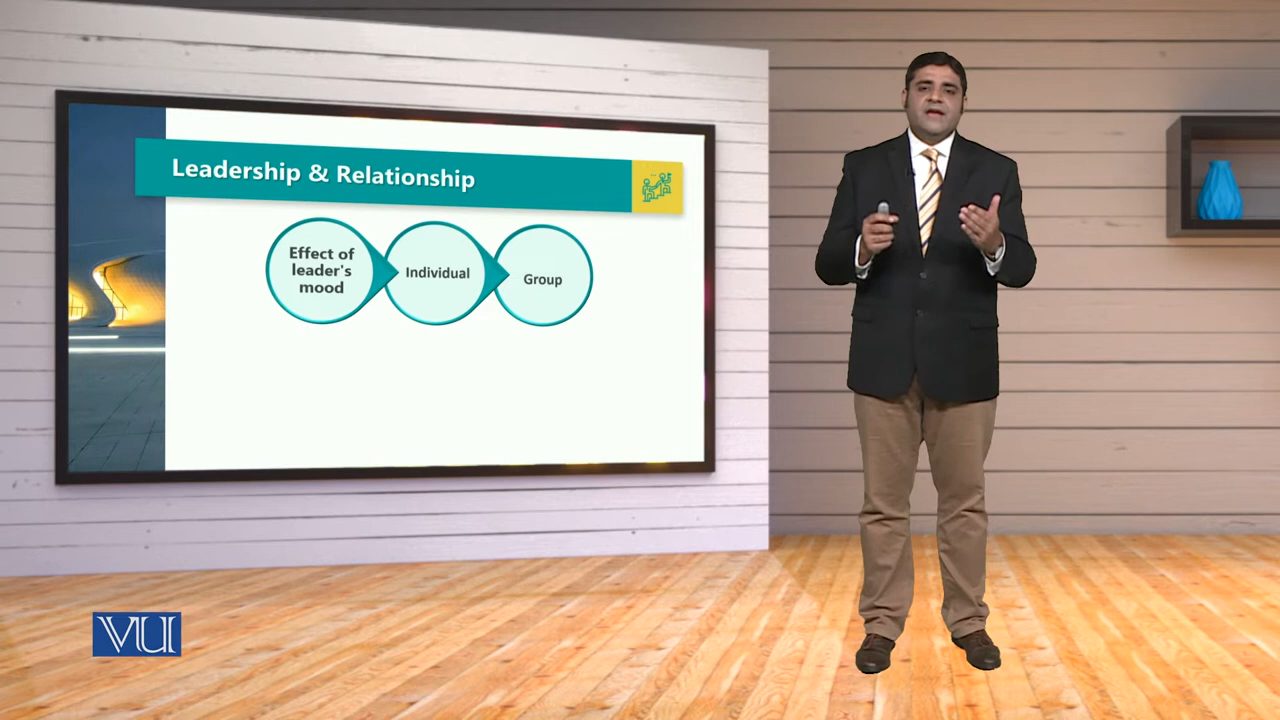 Leadership & Relationship
Effect of
leader's
mood
Individual
Group
VU